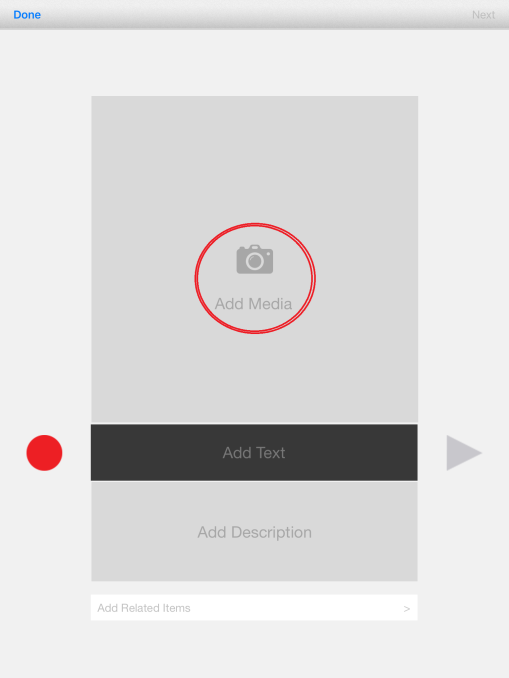 Done
Next
Add Media
Add Text
Add Description
Add Related Items >